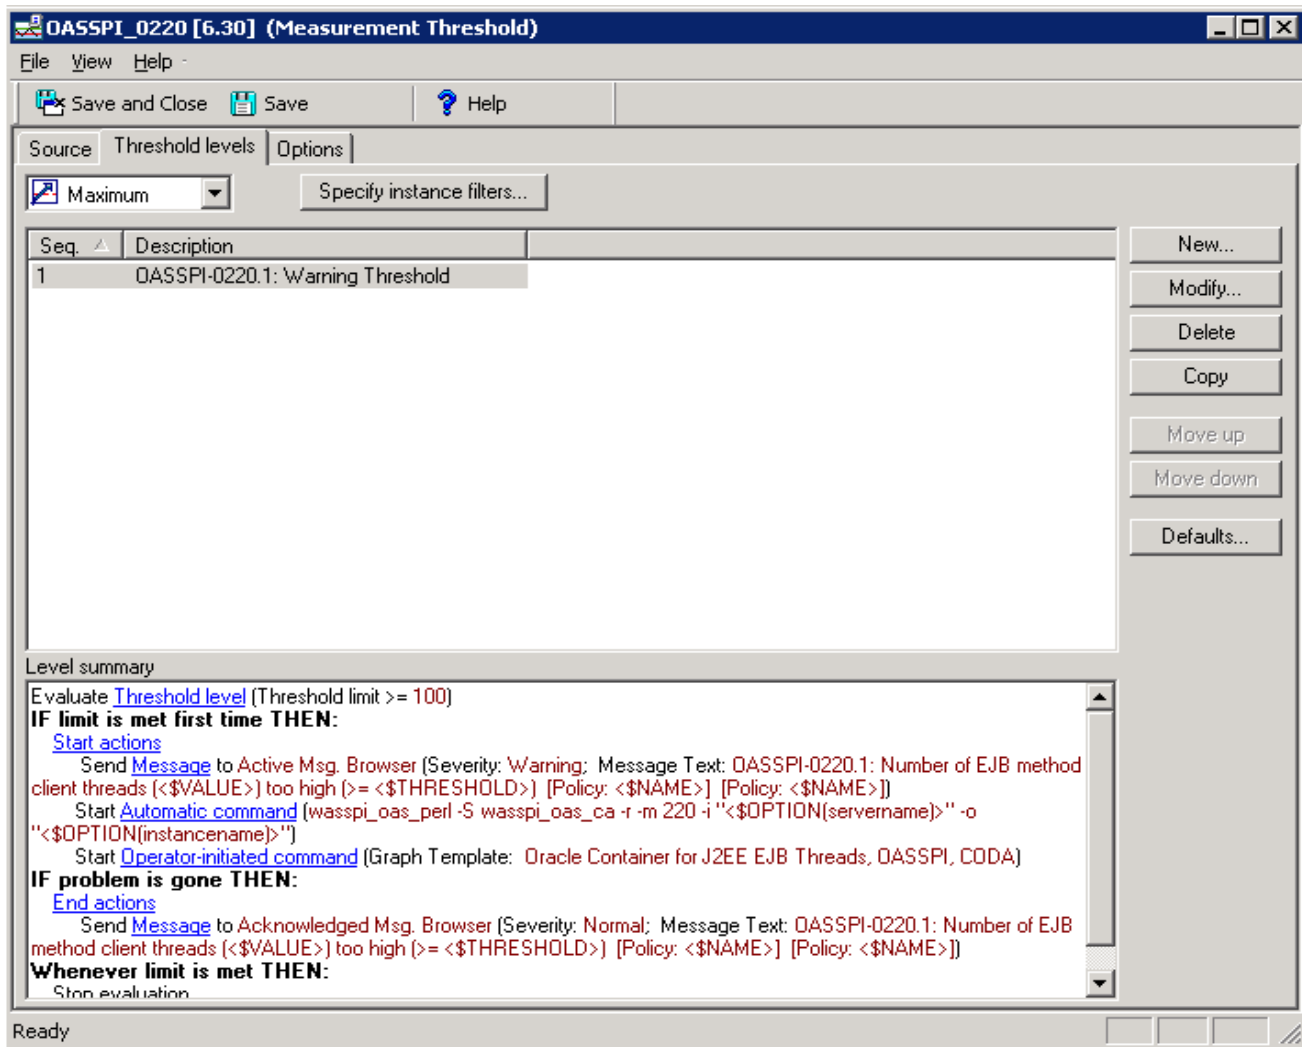 OASSPI_0220 [6.30] (Measurement Threshold)
File View Help
Save and Close Save Help
Source Threshold levels Options
Maximum Specify instance filters...
Seq. Description
1 OASSPI-0220.1: Warning Threshold
New...
Modify...
Delete
Copy
Move up
Move down
Defaults...
Level summary
Evaluate Threshold level (Threshold limit >= 100)
IF limit is met first time THEN:
Start actions
Send Message to Active Msg. Browser (Severity: Warning; Message Text: OASSPI-0220.1: Number of EJB method
client threads (<$VALUE>) too high (>= <$THRESHOLD>) [Policy: <$NAME>] [Policy: <$NAME>])
Start Automatic command (wasspi_oas_perl -S wasspi_oas_ca -r -m 220 -i "<$OPTION(servername)>" -o
"<$OPTION(instancename)>")
Start Operator-initiated command (Graph Template: Oracle Container for J2EE EJB Threads, OASSPI, CODA)
IF problem is gone THEN:
End actions
Send Message to Acknowledged Msg. Browser (Severity: Normal; Message Text: OASSPI-0220.1: Number of EJB
method client threads (<$VALUE>) too high (>= <$THRESHOLD>) [Policy: <$NAME>] [Policy: <$NAME>])
Whenever limit is met THEN:
Stop evaluation
Ready